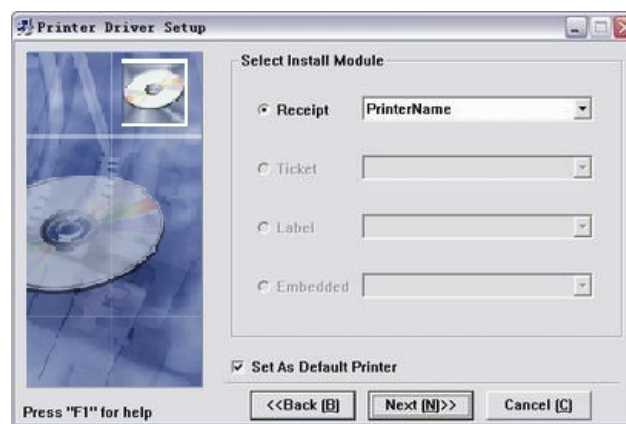 Printer Driver Setup
Select Install Module
Receipt PrinterName
Ticket
Label
Embedded
Set As Default Printer
Press "F1" for help
<<Back (B) Next (N)>> Cancel (C)